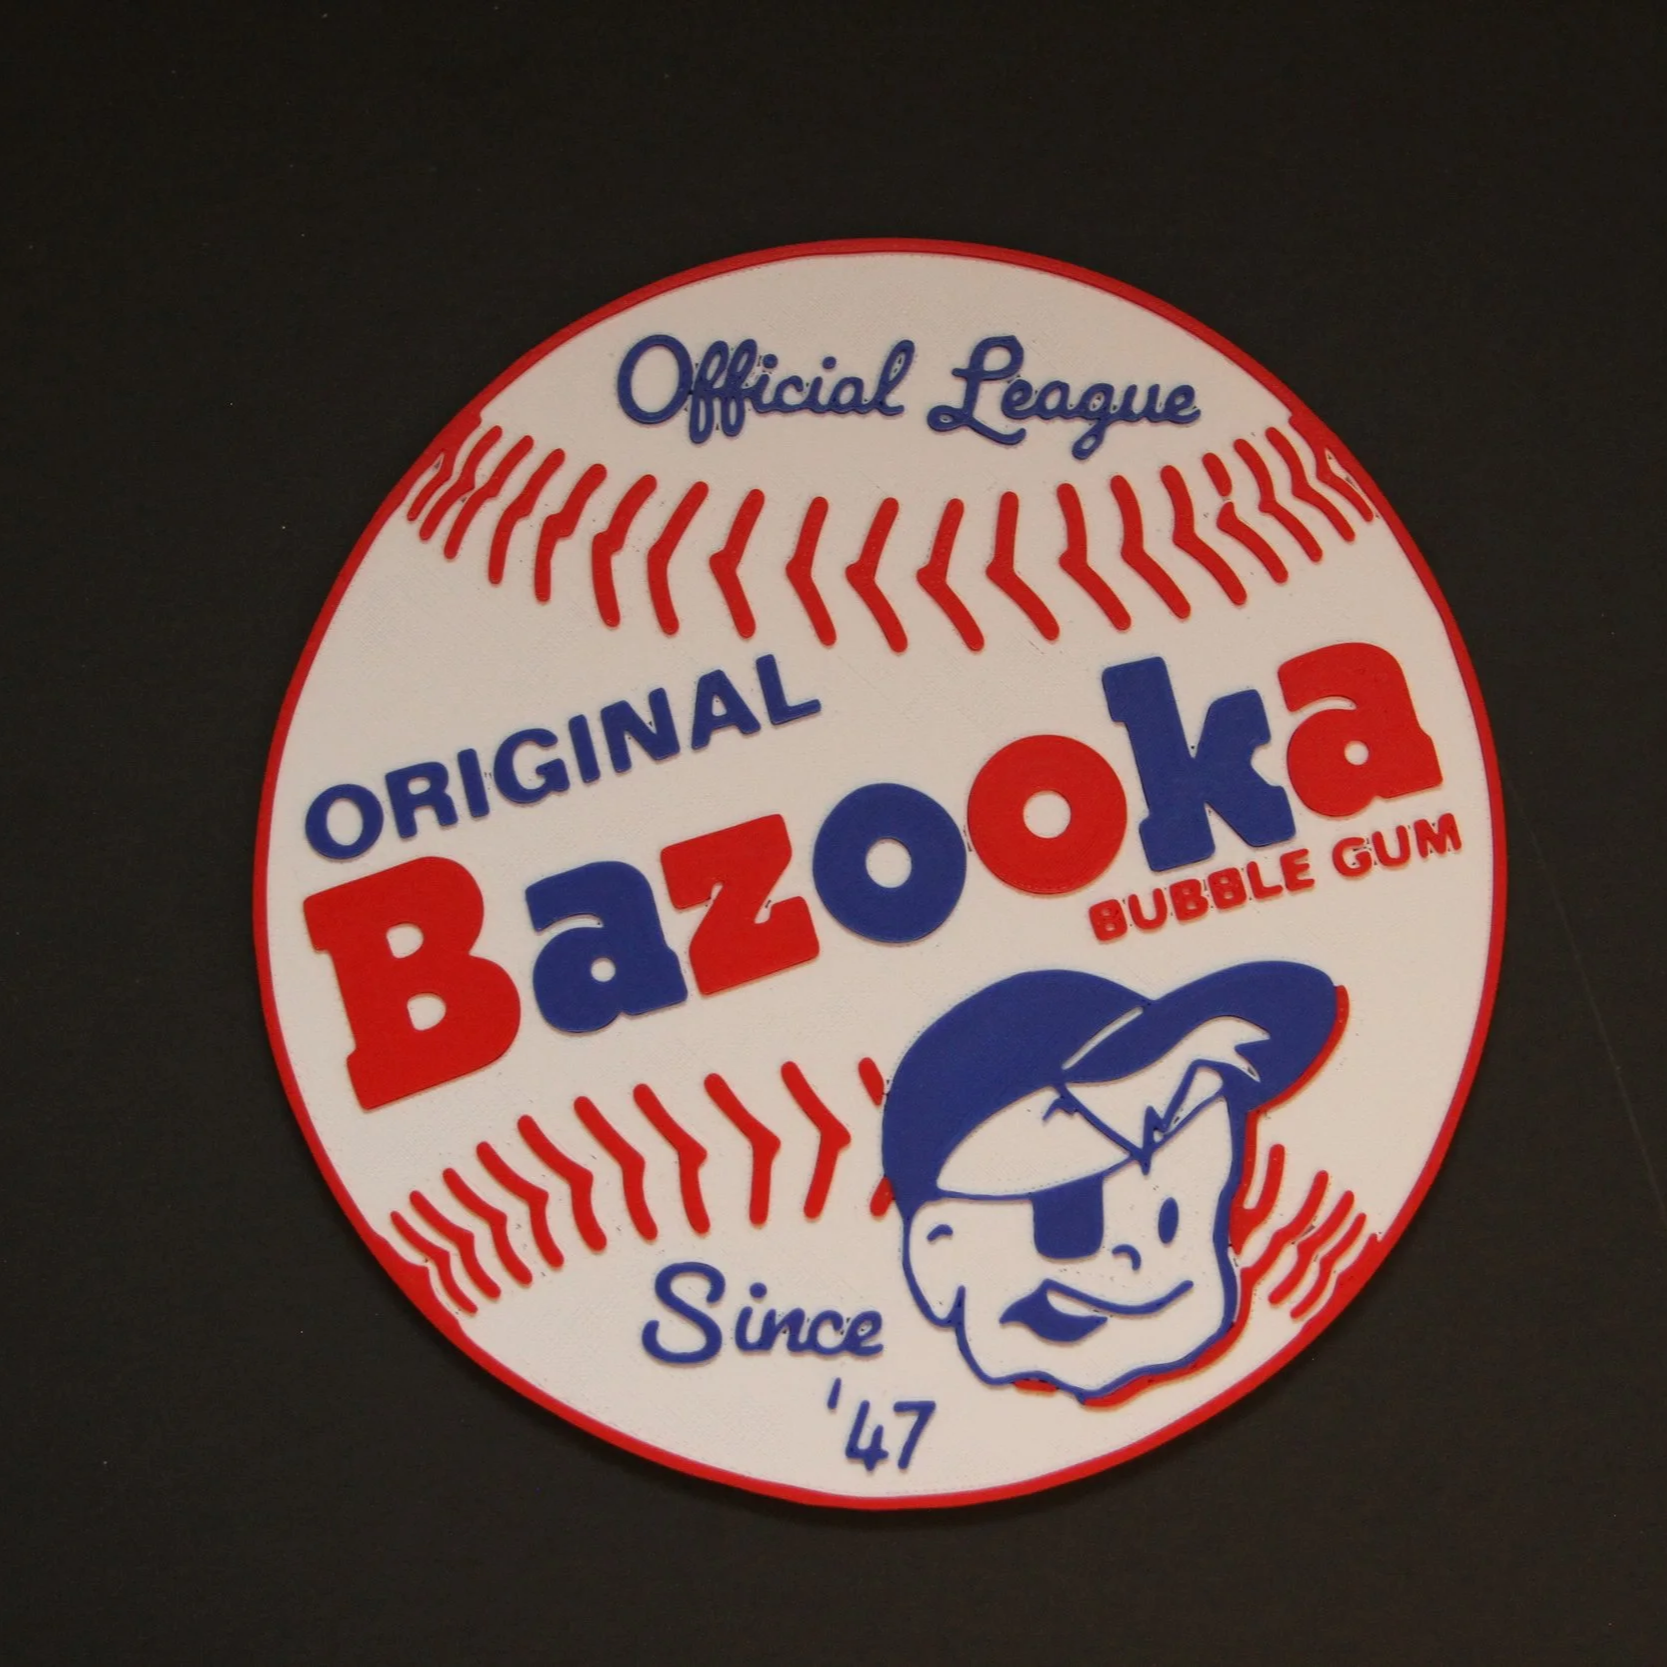 Official League
ORIGINAL
Bazooka
BUBBLE GUM
Since
'47